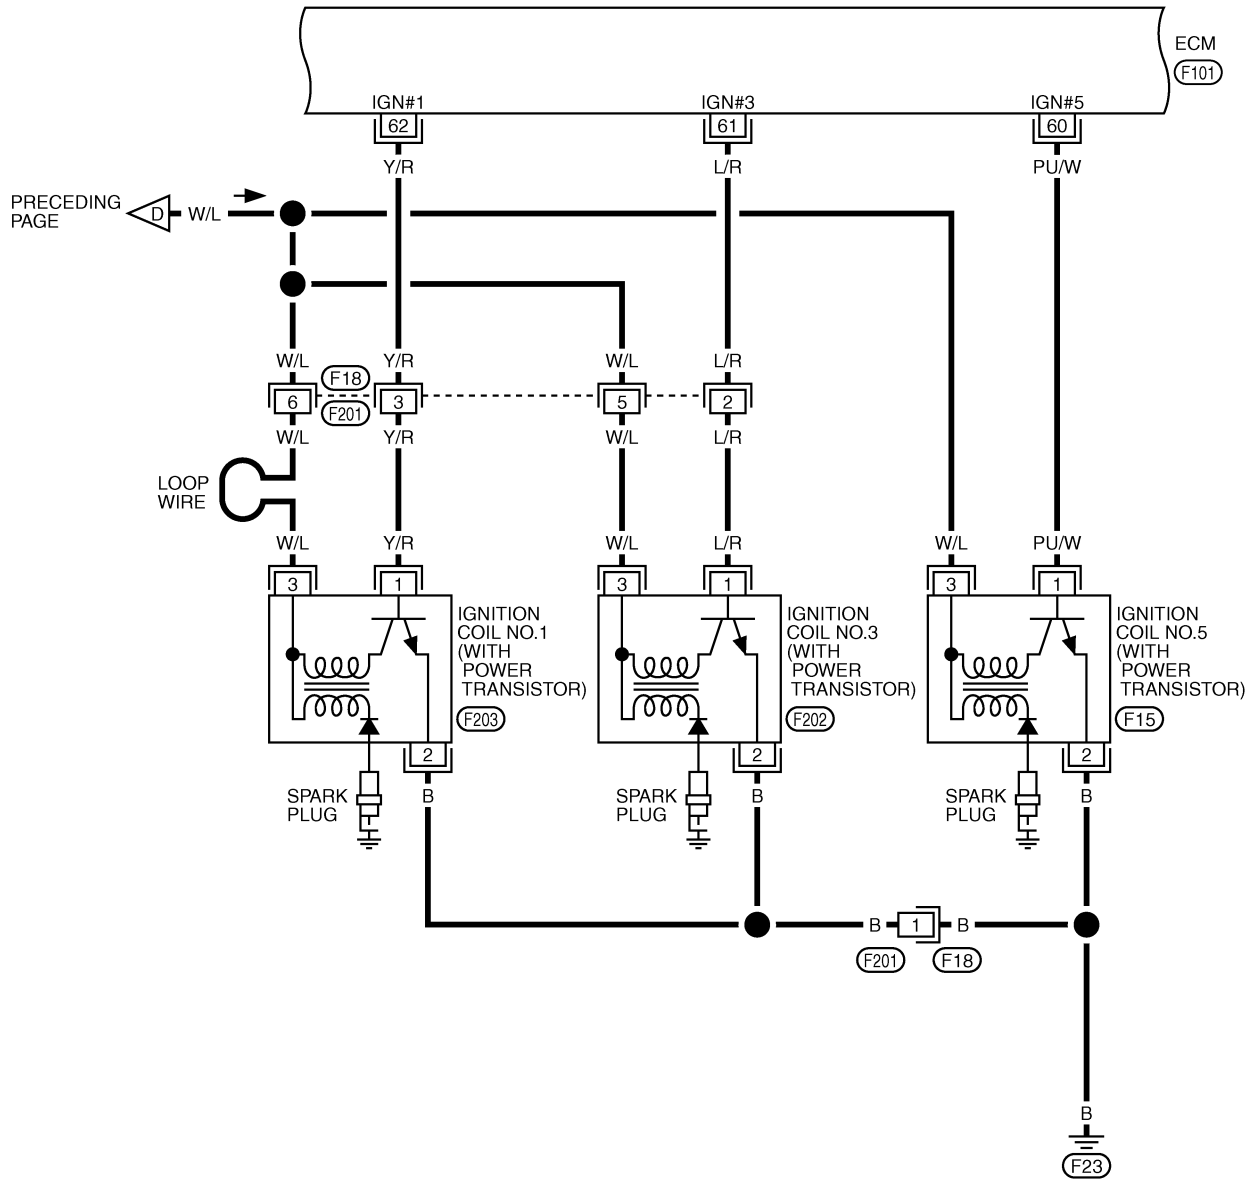 ECM
F101
IGN#1
IGN#3
IGN#5
62
61
60
Y/R
L/R
PU/W
PRECEDING
PAGE
D
W/L
W/L
Y/R
W/L
L/R
F18
6
3
5
2
F201
W/L
Y/R
W/L
L/R
LOOP
WIRE
W/L
Y/R
W/L
L/R
W/L
PU/W
3
1
3
1
3
1
IGNITION
COIL NO.1
(WITH
POWER
TRANSISTOR)
F203
IGNITION
COIL NO.3
(WITH
POWER
TRANSISTOR)
F202
IGNITION
COIL NO.5
(WITH
POWER
TRANSISTOR)
F15
2
2
2
SPARK
PLUG
B
SPARK
PLUG
B
SPARK
PLUG
B
B
1
B
F201
F18
B
F23